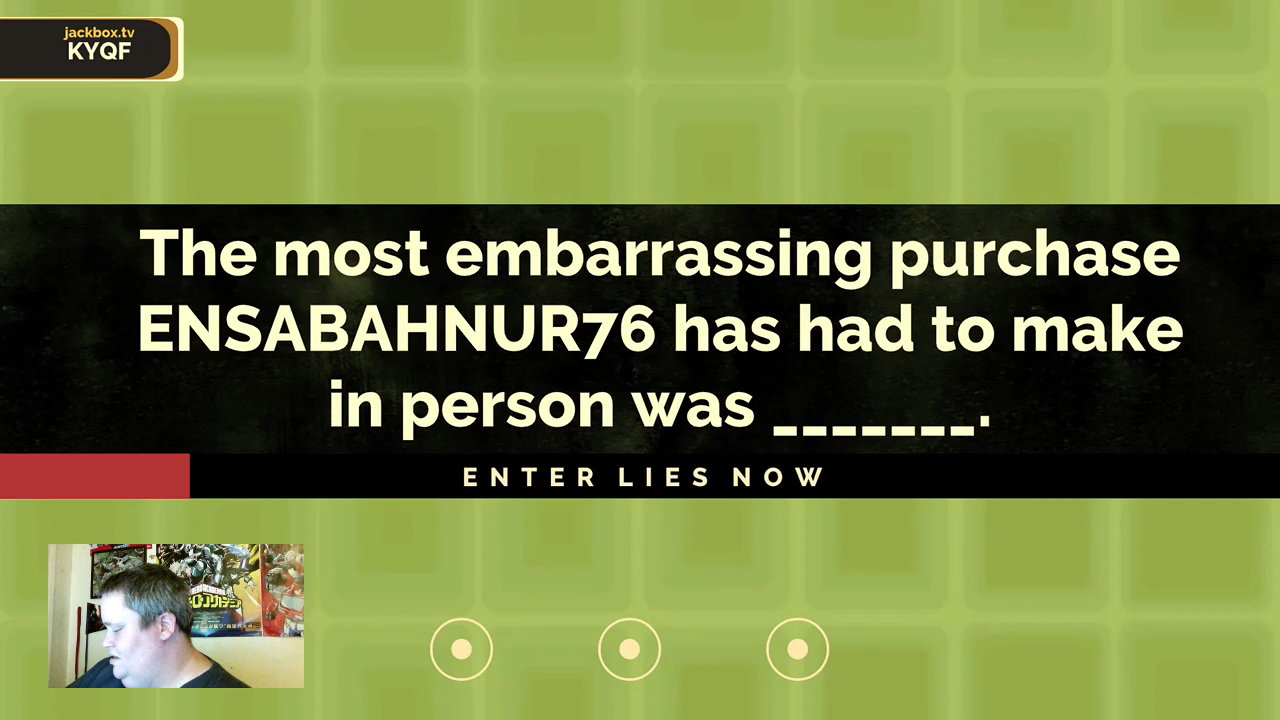 jackbox.tv
KYQF
The most embarrassing purchase
ENSABAHNUR76 has had to make
in person was _______.
ENTER LIES NOW